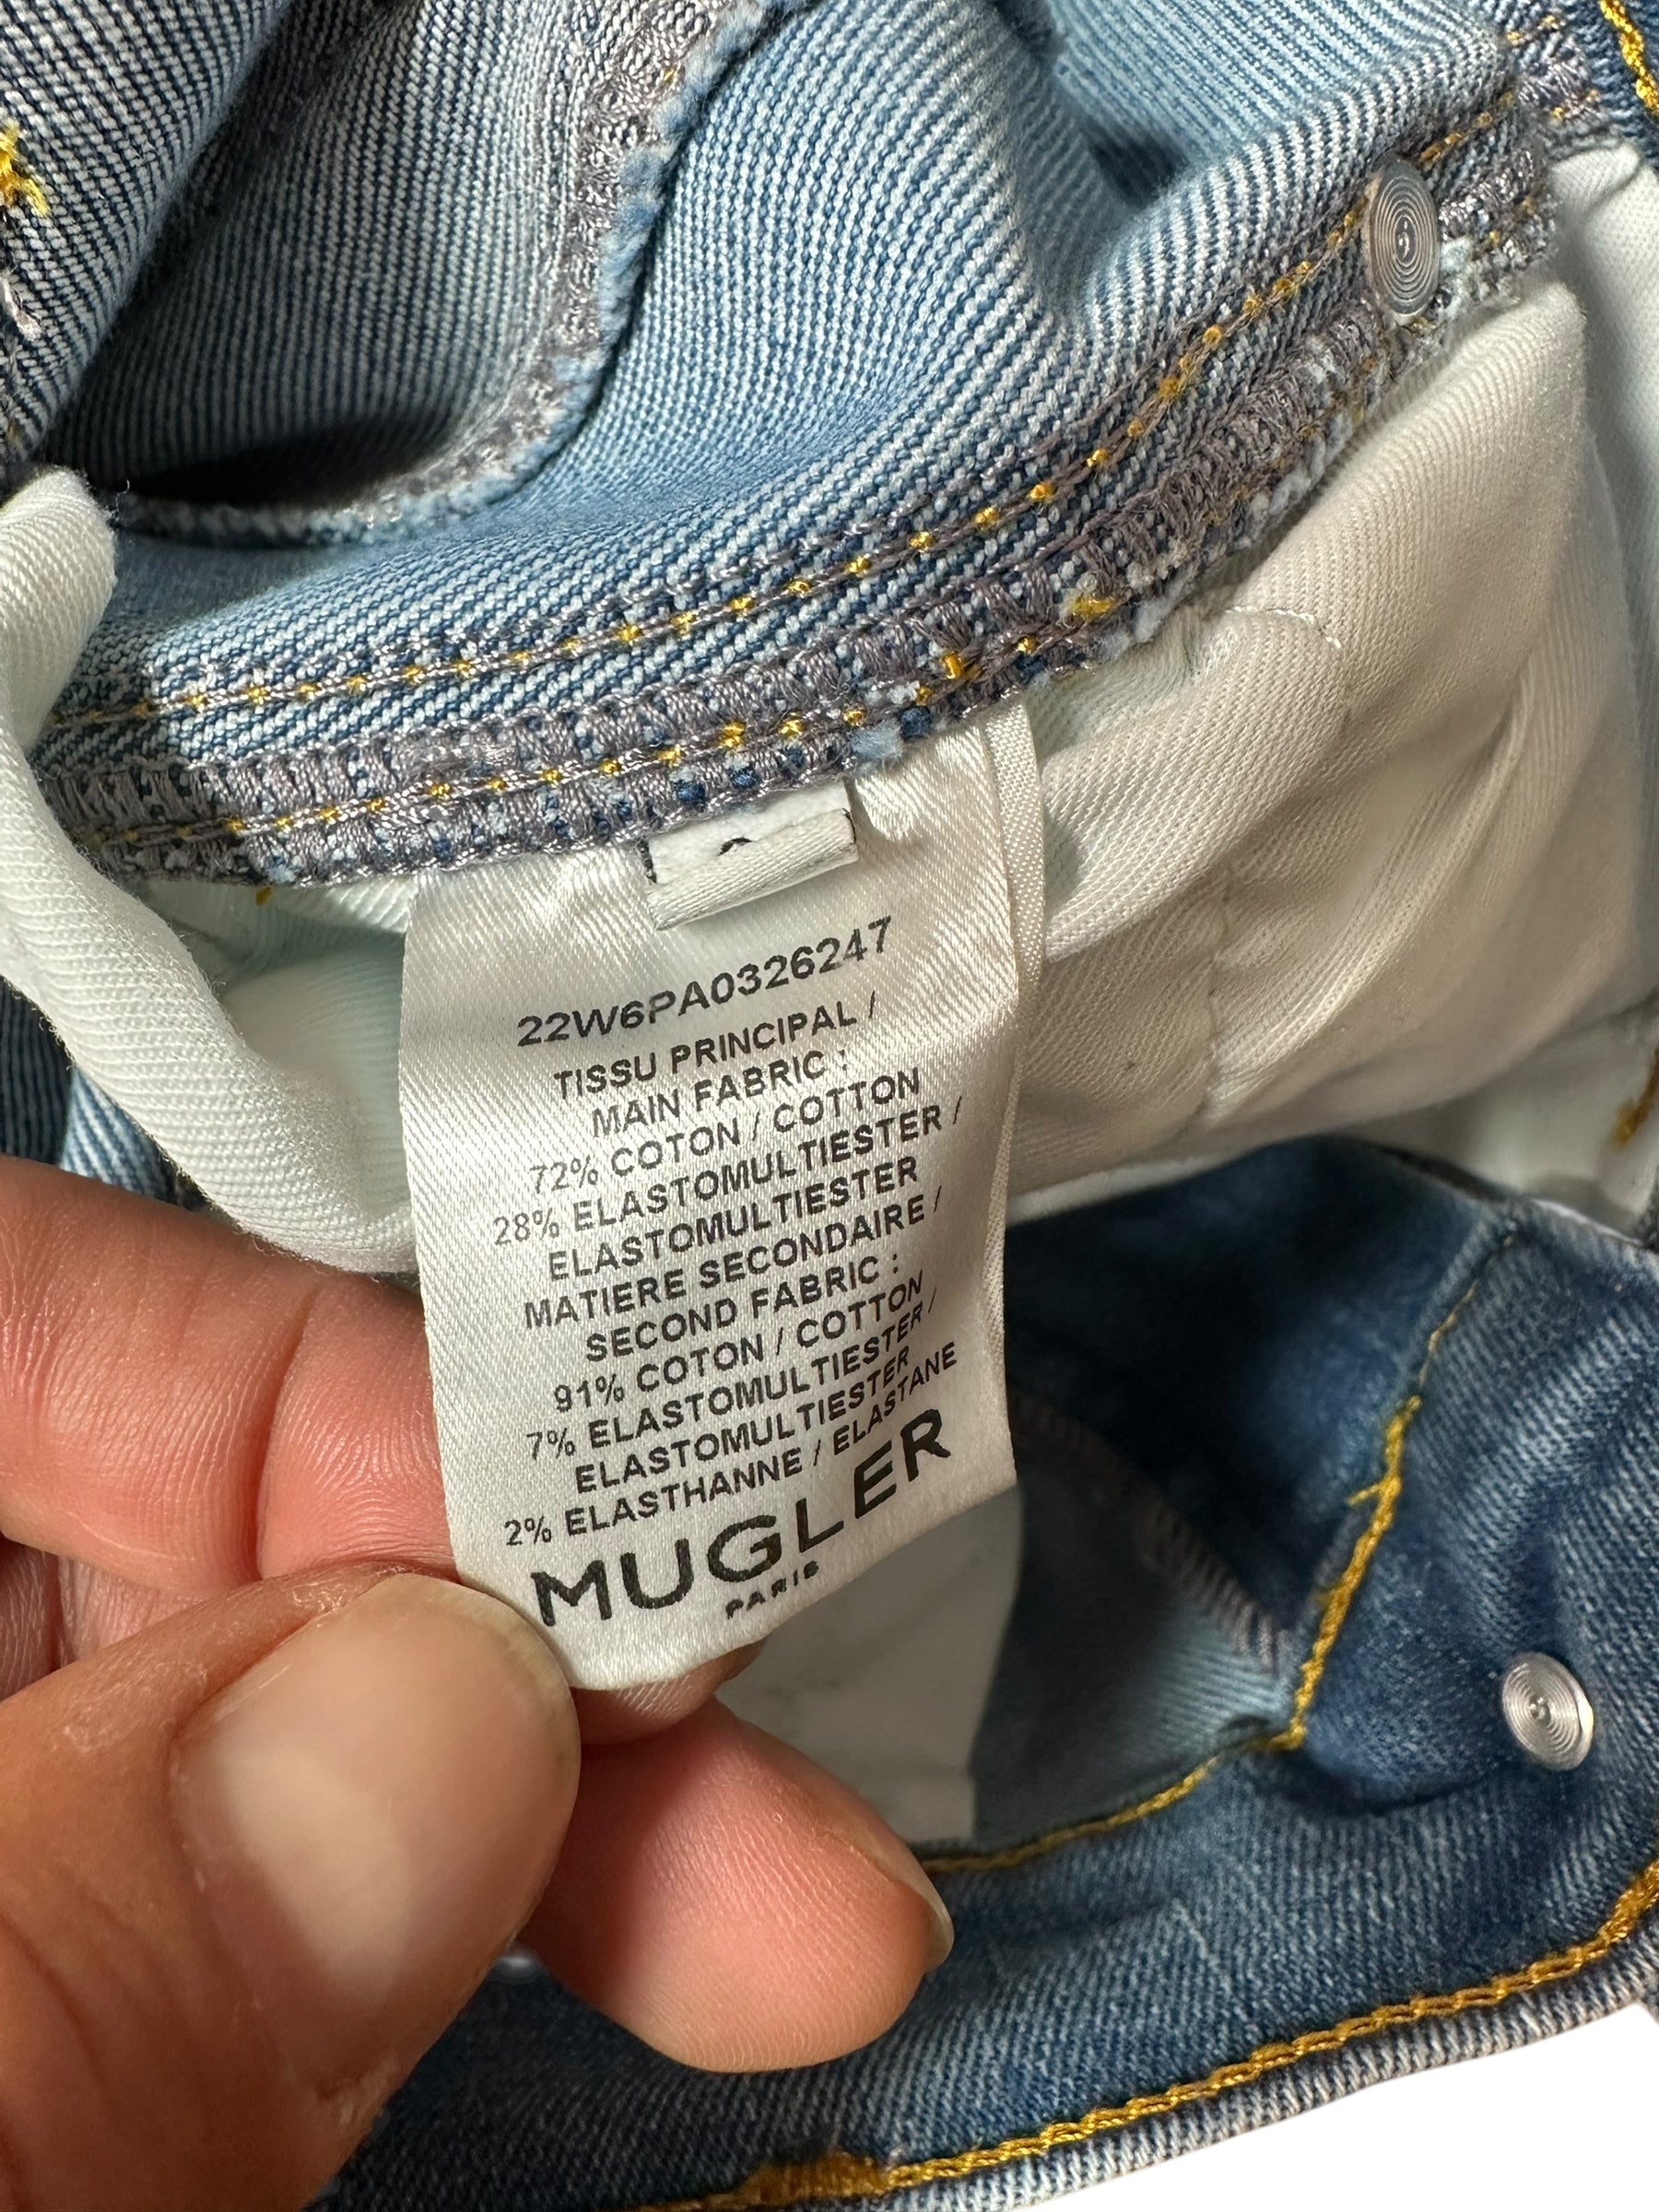 22W6PA0326247
TISSU PRINCIPAL /
MAIN FABRIC :
72% COTON / COTTON
28% ELASTOMULTIESTER /
ELASTOMULTIESTER
MATIERE SECONDAIRE /
SECOND FABRIC :
91% COTON / COTTON
7% ELASTOMULTIESTER /
ELASTOMULTIESTER
2% ELASTHANNE / ELASTANE
MUGLER
PARIS